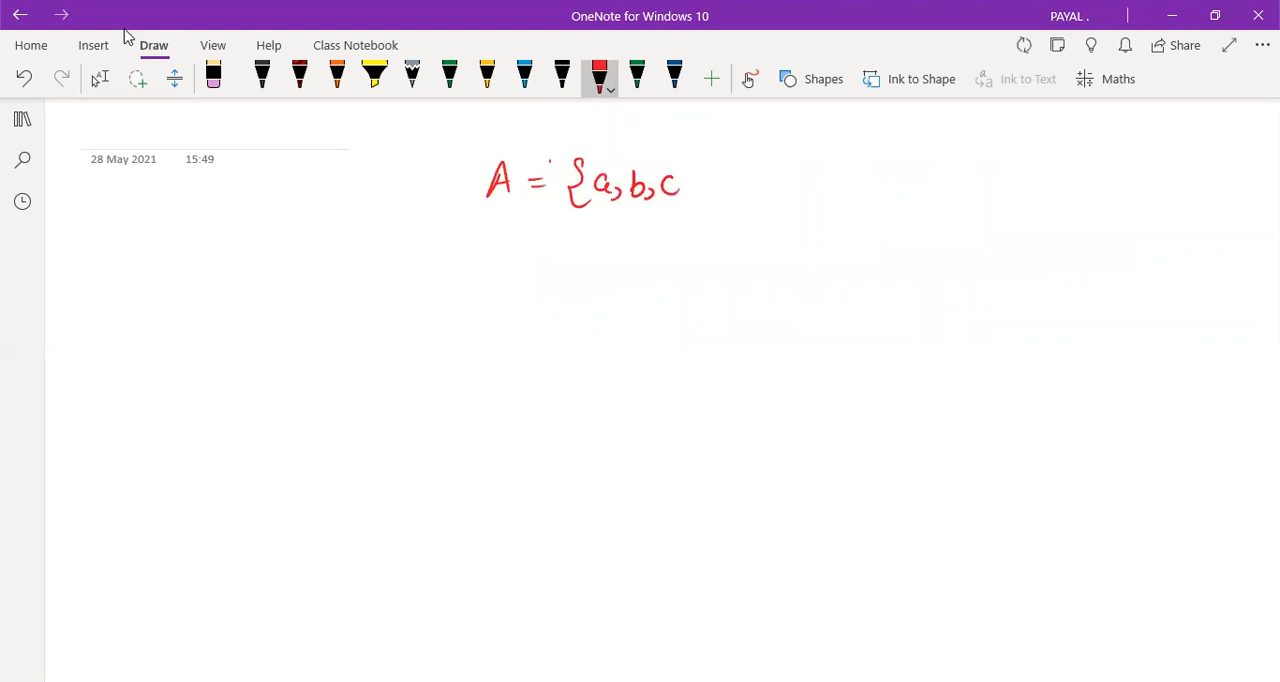 OneNote for Windows 10
PAYAL .
Home Insert Draw View Help Class Notebook
Share
Shapes Ink to Shape Ink to Text Maths
28 May 2021 15:49
A = {a, b, c